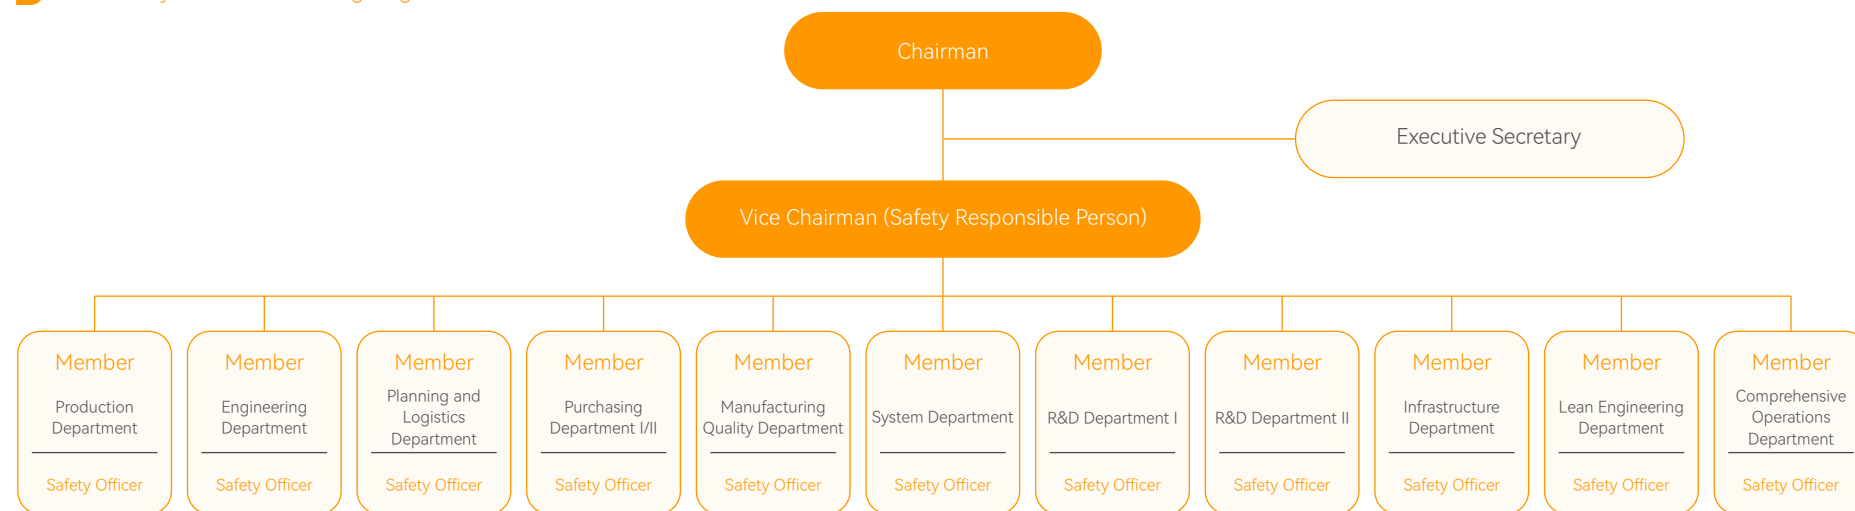 Chairman
Executive Secretary
Vice Chairman (Safety Responsible Person)
Member
Production
Department
Safety Officer
Member
Engineering
Department
Safety Officer
Member
Planning and
Logistics
Department
Safety Officer
Member
Purchasing
Department I/II
Safety Officer
Member
Manufacturing
Quality Department
Safety Officer
Member
System Department
Safety Officer
Member
R&D Department I
Safety Officer
Member
R&D Department II
Safety Officer
Member
Infrastructure
Department
Safety Officer
Member
Lean Engineering
Department
Safety Officer
Member
Comprehensive
Operations
Department
Safety Officer